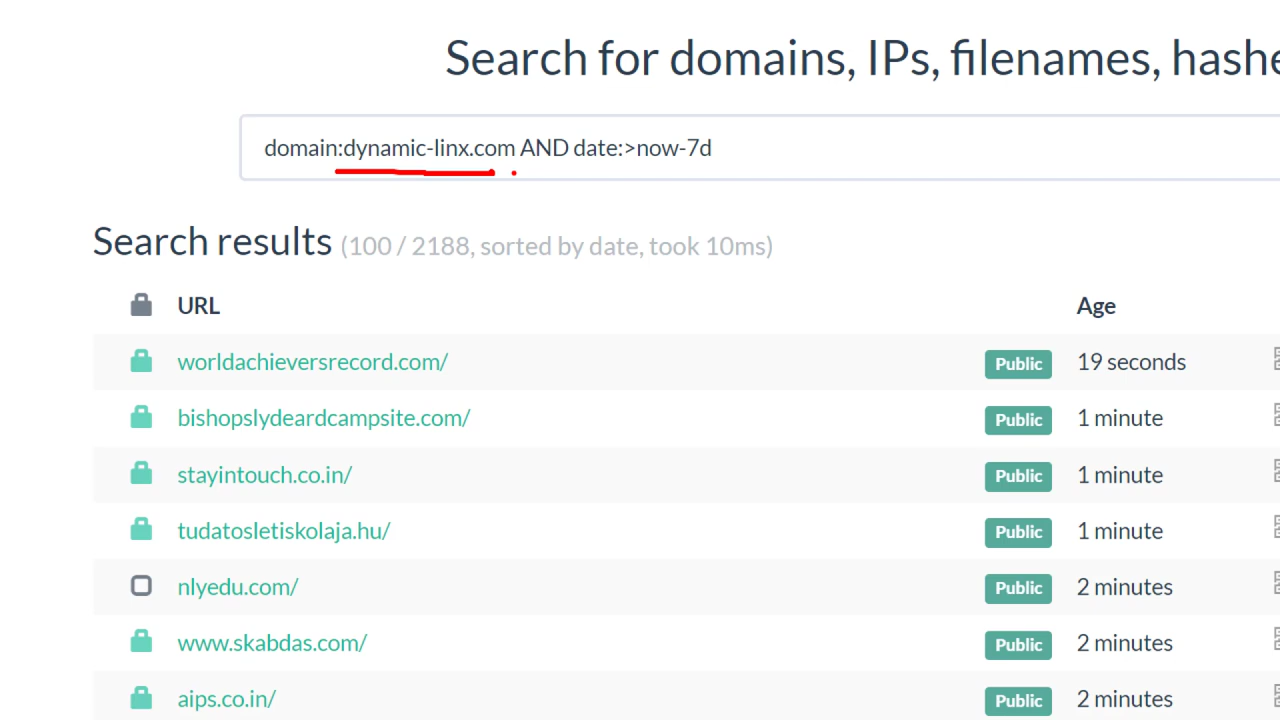 Search for domains, IPs, filenames, hashe
domain:dynamic-linx.com AND date:>now-7d
Search results (100 / 2188, sorted by date, took 10ms)
URL Age
worldachieversrecord.com/ Public 19 seconds
bishopslydeardcampsite.com/ Public 1 minute
stayintouch.co.in/ Public 1 minute
tudatosletiskolaja.hu/ Public 1 minute
nlyedu.com/ Public 2 minutes
www.skabdas.com/ Public 2 minutes
aips.co.in/ Public 2 minutes